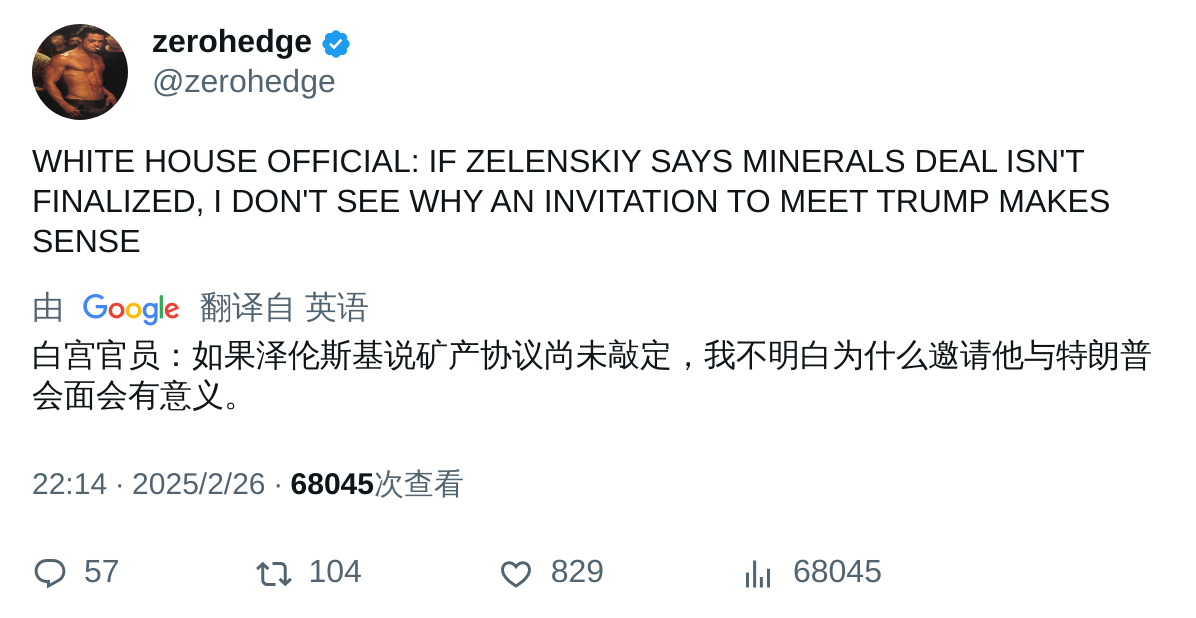 zerohedge
@zerohedge
WHITE HOUSE OFFICIAL: IF ZELENSKIY SAYS MINERALS DEAL ISN'T
FINALIZED, I DON'T SEE WHY AN INVITATION TO MEET TRUMP MAKES
SENSE
由 Google 翻译自 英语
白宫官员：如果泽伦斯基说矿产协议尚未敲定，我不明白为什么邀请他与特朗普
会面会有意义。
22:14 · 2025/2/26 · 68045次查看
57 104 829 68045